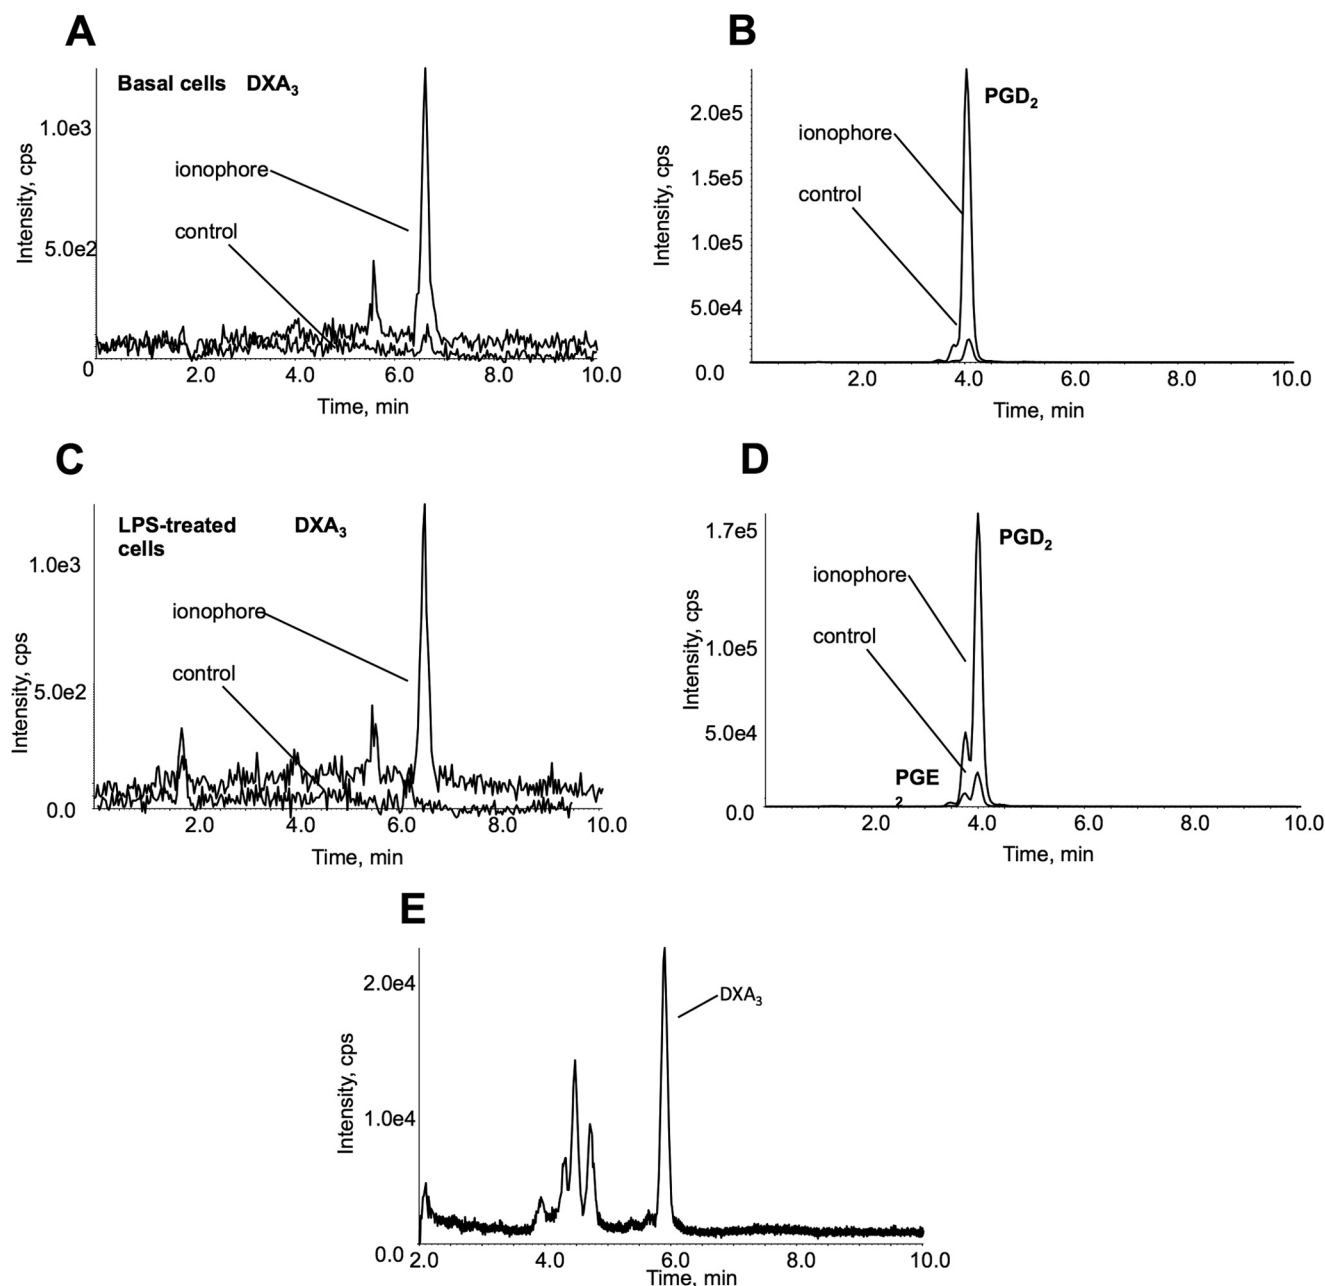 A
Basal cells DXA3
1.0e3
ionophore
control
5.0e2
Intensity, cps
0
2.0 4.0 6.0 8.0 10.0
Time, min
B
PGD2
2.0e5
ionophore
1.5e5
control
1.0e5
5.0e4
Intensity, cps
0.0
2.0 4.0 6.0 8.0 10.0
Time, min
C
LPS-treated DXA3
cells
1.0e3
ionophore
control
5.0e2
Intensity, cps
0.0
2.0 4.0 6.0 8.0 10.0
Time, min
D
1.7e5
PGD2
ionophore
control
1.0e5
5.0e4
Intensity, cps
PGE
2
0.0
2.0 4.0 6.0 8.0 10.0
Time, min
E
2.0e4
DXA3
1.0e4
Intensity, cps
0.0
2.0 4.0 6.0 8.0 10.0
Time, min